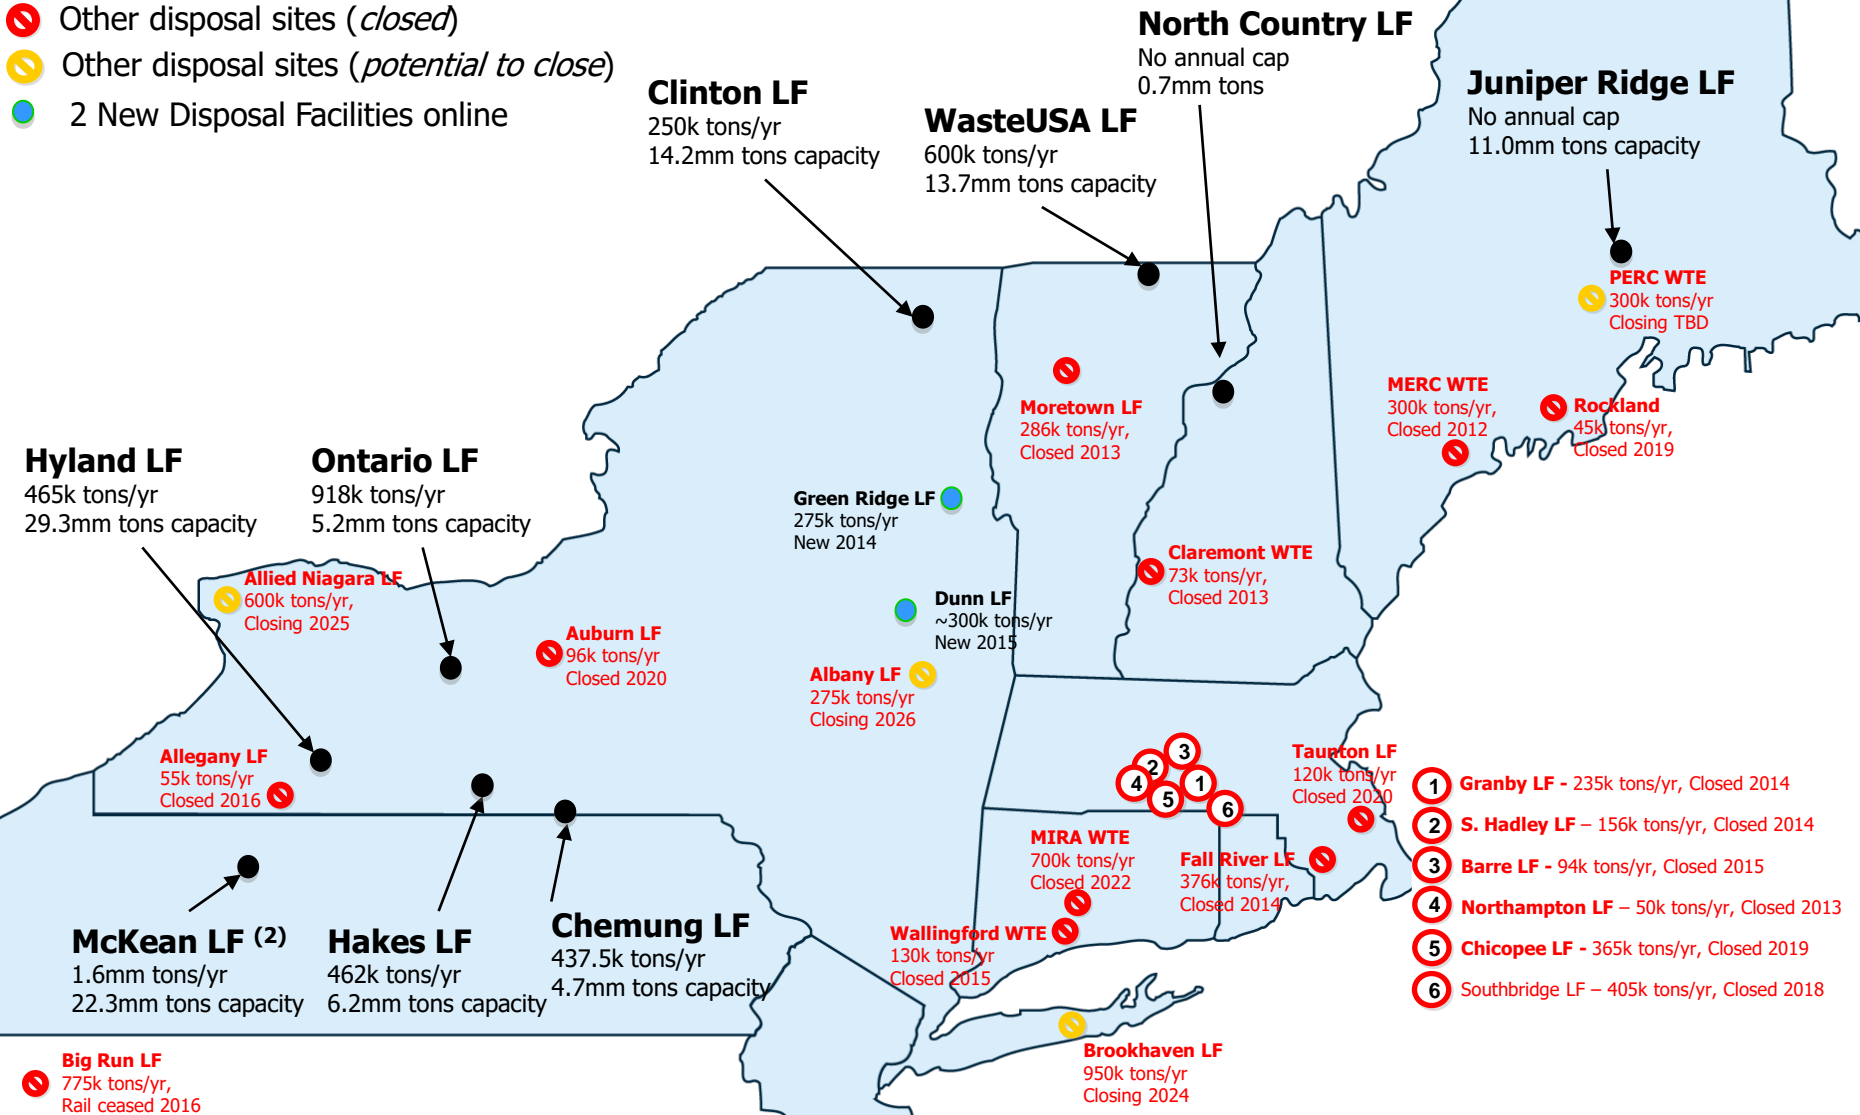 Other disposal sites (closed)
Other disposal sites (potential to close)
2 New Disposal Facilities online
North Country LF
No annual cap
0.7mm tons
Clinton LF
250k tons/yr
14.2mm tons capacity
WasteUSA LF
600k tons/yr
13.7mm tons capacity
Juniper Ridge LF
No annual cap
11.0mm tons capacity
PERC WTE
300k tons/yr
Closing TBD
MERC WTE
300k tons/yr,
Closed 2012
Rockland
45k tons/yr,
Closed 2019
Moretown LF
286k tons/yr,
Closed 2013
Hyland LF
465k tons/yr
29.3mm tons capacity
Ontario LF
918k tons/yr
5.2mm tons capacity
Green Ridge LF
275k tons/yr
New 2014
Claremont WTE
73k tons/yr,
Closed 2013
Allied Niagara LF
600k tons/yr,
Closing 2025
Dunn LF
~300k tons/yr
New 2015
Auburn LF
96k tons/yr
Closed 2020
Albany LF
275k tons/yr
Closing 2026
Allegany LF
55k tons/yr
Closed 2016
3
2
4
1
5
6
Taunton LF
120k tons/yr
Closed 2020
1 Granby LF - 235k tons/yr, Closed 2014
2 S. Hadley LF – 156k tons/yr, Closed 2014
3 Barre LF - 94k tons/yr, Closed 2015
4 Northampton LF – 50k tons/yr, Closed 2013
5 Chicopee LF - 365k tons/yr, Closed 2019
6 Southbridge LF – 405k tons/yr, Closed 2018
MIRA WTE
700k tons/yr
Closed 2022
Fall River LF
376k tons/yr,
Closed 2014
Wallingford WTE
130k tons/yr
Closed 2015
McKean LF (2)
1.6mm tons/yr
22.3mm tons capacity
Hakes LF
462k tons/yr
6.2mm tons capacity
Chemung LF
437.5k tons/yr
4.7mm tons capacity
Brookhaven LF
950k tons/yr
Closing 2024
Big Run LF
775k tons/yr,
Rail ceased 2016